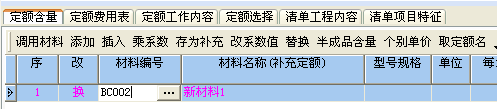 定额含量 定额费用表 定额工作内容 定额选择 清单工程内容 清单项目特征
调用材料 添加 插入 乘系数 存为补充 改系数值 替换 半成品含量 个别单价 取定额名
序 改 材料编号 材料名称(补充定额) 型号规格 单位
1 换 BC002 ... 新材料1